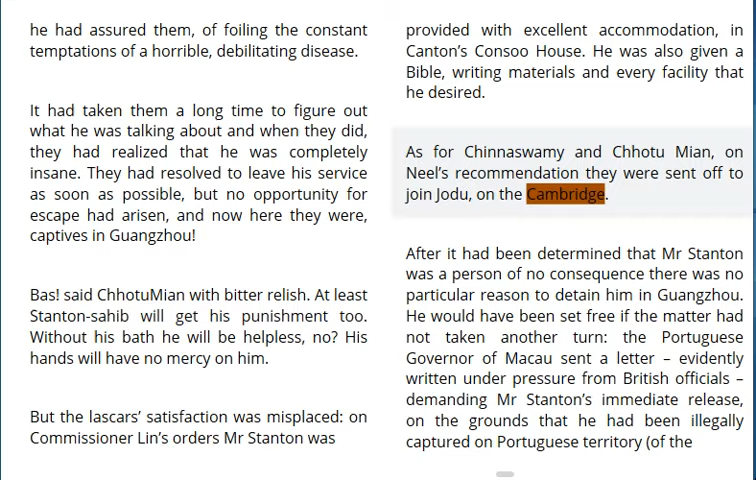 he had assured them, of foiling the constant
temptations of a horrible, debilitating disease.
It had taken them a long time to figure out
what he was talking about and when they did,
they had realized that he was completely
insane. They had resolved to leave his service
as soon as possible, but no opportunity for
escape had arisen, and now here they were,
captives in Guangzhou!
Bas! said ChhotuMian with bitter relish. At least
Stanton-sahib will get his punishment too.
Without his bath he will be helpless, no? His
hands will have no mercy on him.
But the lascars’ satisfaction was misplaced: on
Commissioner Lin’s orders Mr Stanton was
provided with excellent accommodation, in
Canton’s Consoo House. He was also given a
Bible, writing materials and every facility that
he desired.
As for Chinnaswamy and Chhotu Mian, on
Neel’s recommendation they were sent off to
join Jodu, on the Cambridge.
After it had been determined that Mr Stanton
was a person of no consequence there was no
particular reason to detain him in Guangzhou.
He would have been set free if the matter had
not taken another turn: the Portuguese
Governor of Macau sent a letter – evidently
written under pressure from British officials –
demanding Mr Stanton’s immediate release,
on the grounds that he had been illegally
captured on Portuguese territory (of the